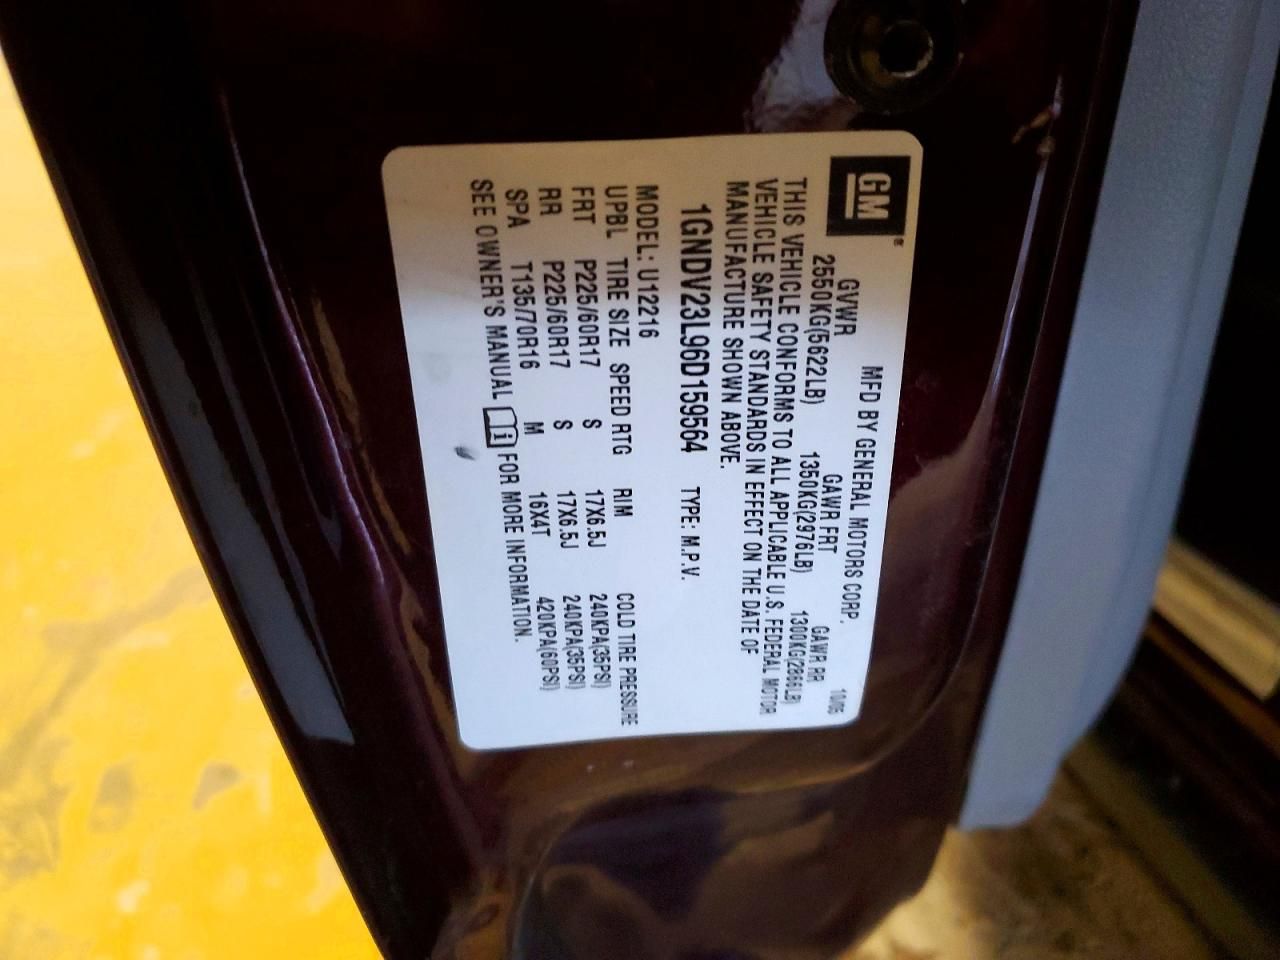 GM®
MFD BY GENERAL MOTORS CORP. 10/05
GVWR GAWR FRT GAWR RR
2550KG(5622LB) 1350KG(2976LB) 1300KG(2866LB)
THIS VEHICLE CONFORMS TO ALL APPLICABLE U.S. FEDERAL MOTOR
VEHICLE SAFETY STANDARDS IN EFFECT ON THE DATE OF
MANUFACTURE SHOWN ABOVE.
1GNDV23L96D159564 TYPE: M.P.V.
MODEL: U12216
UPBL TIRE SIZE SPEED RTG RIM COLD TIRE PRESSURE
FRT P225/60R17 S 17X6.5J 240KPA(35PSI)
RR P225/60R17 S 17X6.5J 240KPA(35PSI)
SPA T135/70R16 M 16X4T 420KPA(60PSI)
SEE OWNER'S MANUAL i FOR MORE INFORMATION.